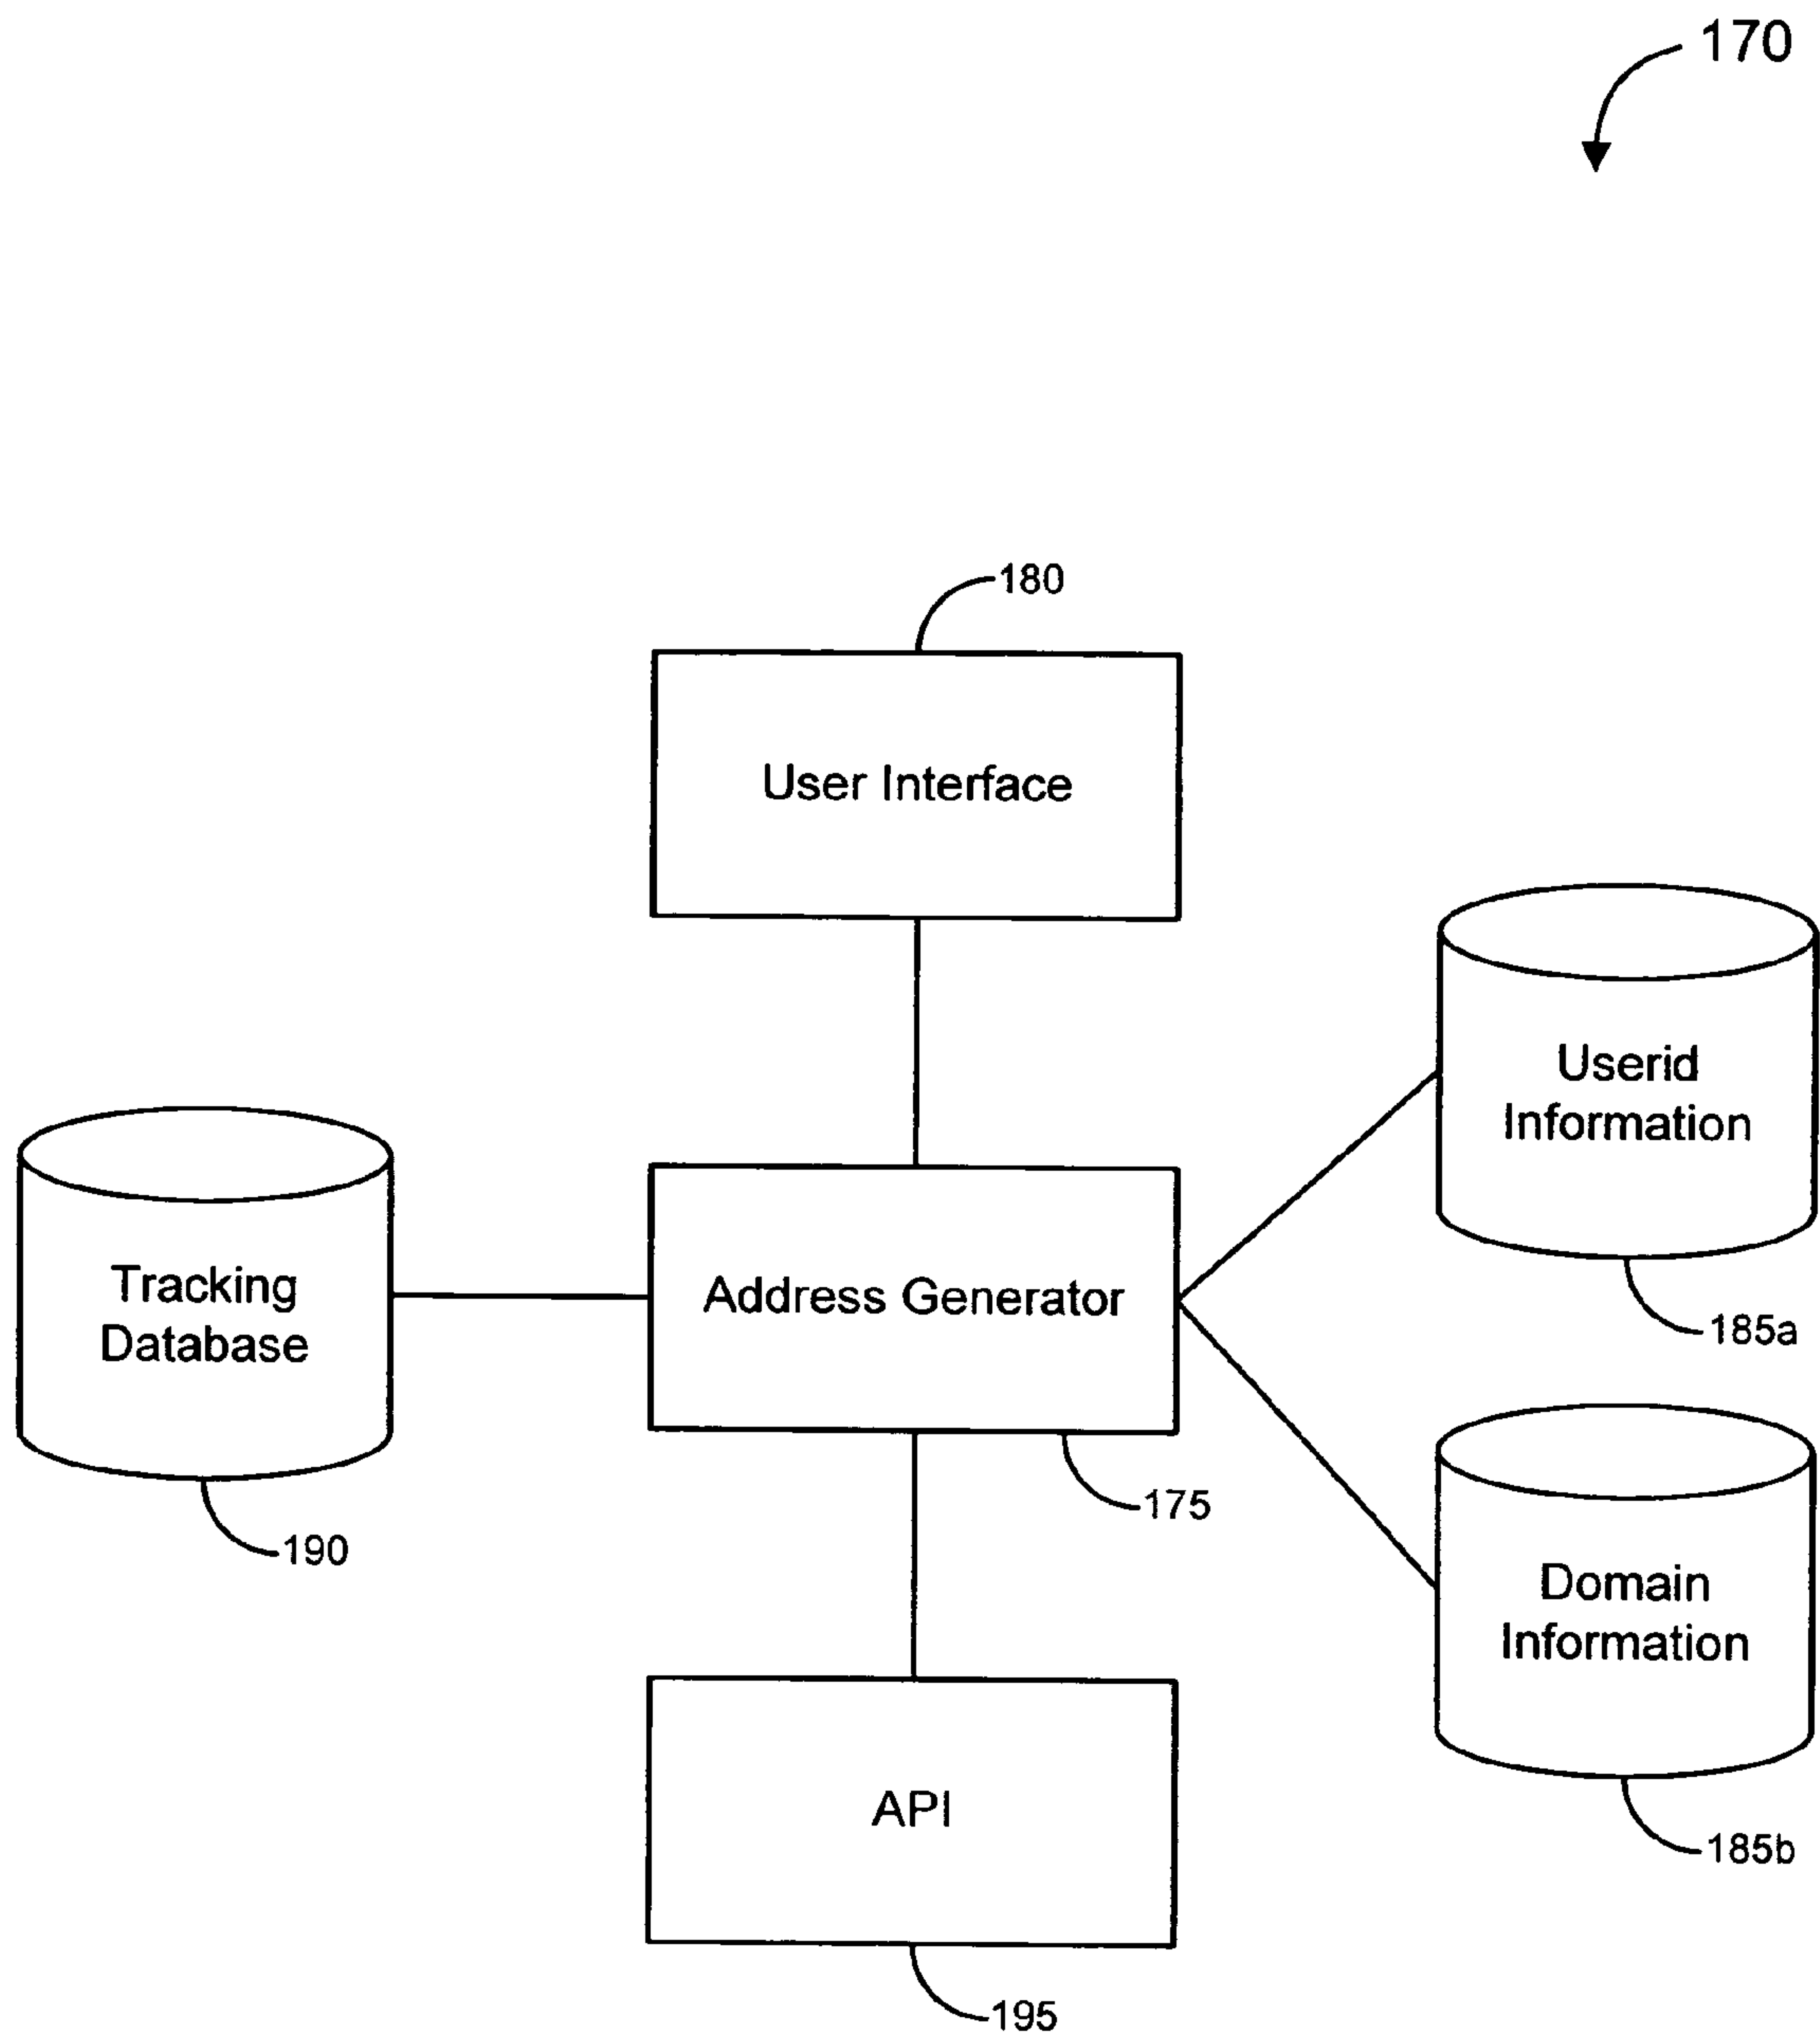 170
180
User Interface
Userid
Information
185a
Tracking
Database
190
Address Generator
175
Domain
Information
185b
API
195